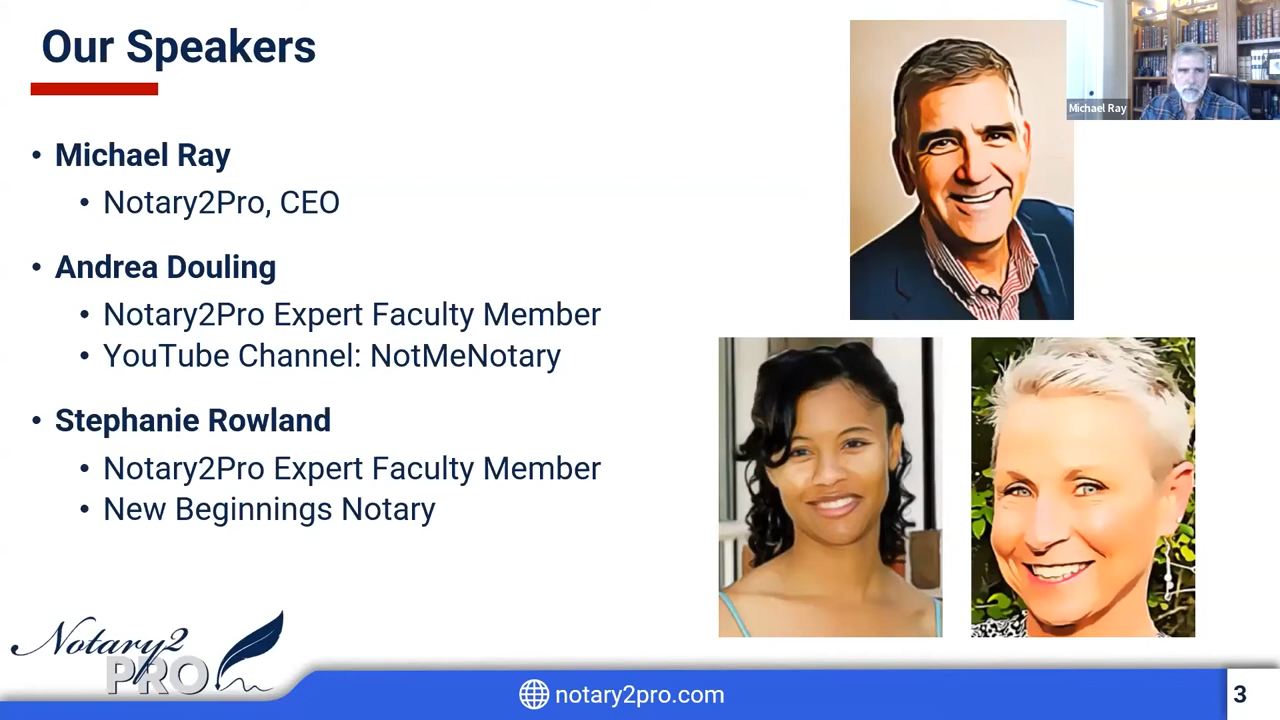 Our Speakers
Michael Ray
• Michael Ray
• Notary2Pro, CEO
• Andrea Douling
• Notary2Pro Expert Faculty Member
• YouTube Channel: NotMeNotary
• Stephanie Rowland
• Notary2Pro Expert Faculty Member
• New Beginnings Notary
Notary2
PRO
notary2pro.com
3